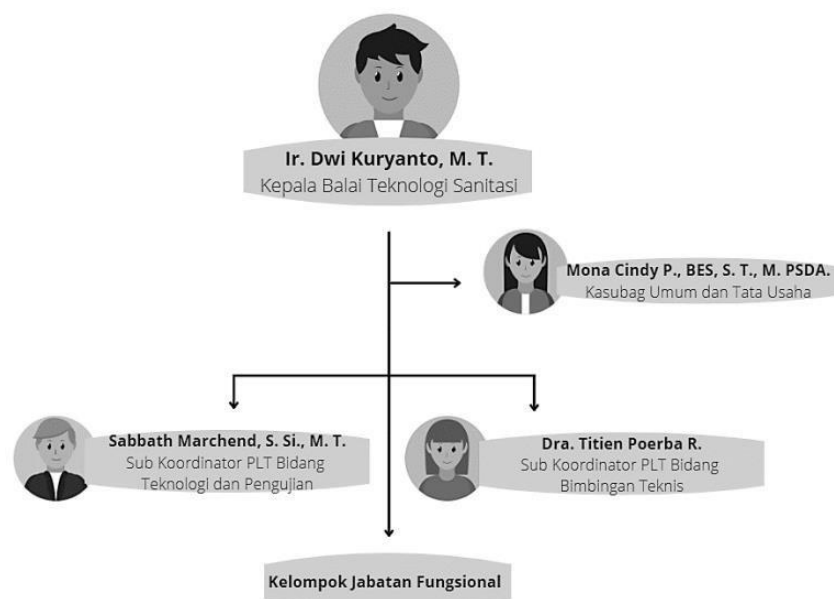 Ir. Dwi Kuryanto, M. T.
Kepala Balai Teknologi Sanitasi
Mona Cindy P., BES, S. T., M. PSDA.
Kasubag Umum dan Tata Usaha
Sabbath Marchend, S. Si., M. T.
Sub Koordinator PLT Bidang
Teknologi dan Pengujian
Dra. Titien Poerba R.
Sub Koordinator PLT Bidang
Bimbingan Teknis
Kelompok Jabatan Fungsional